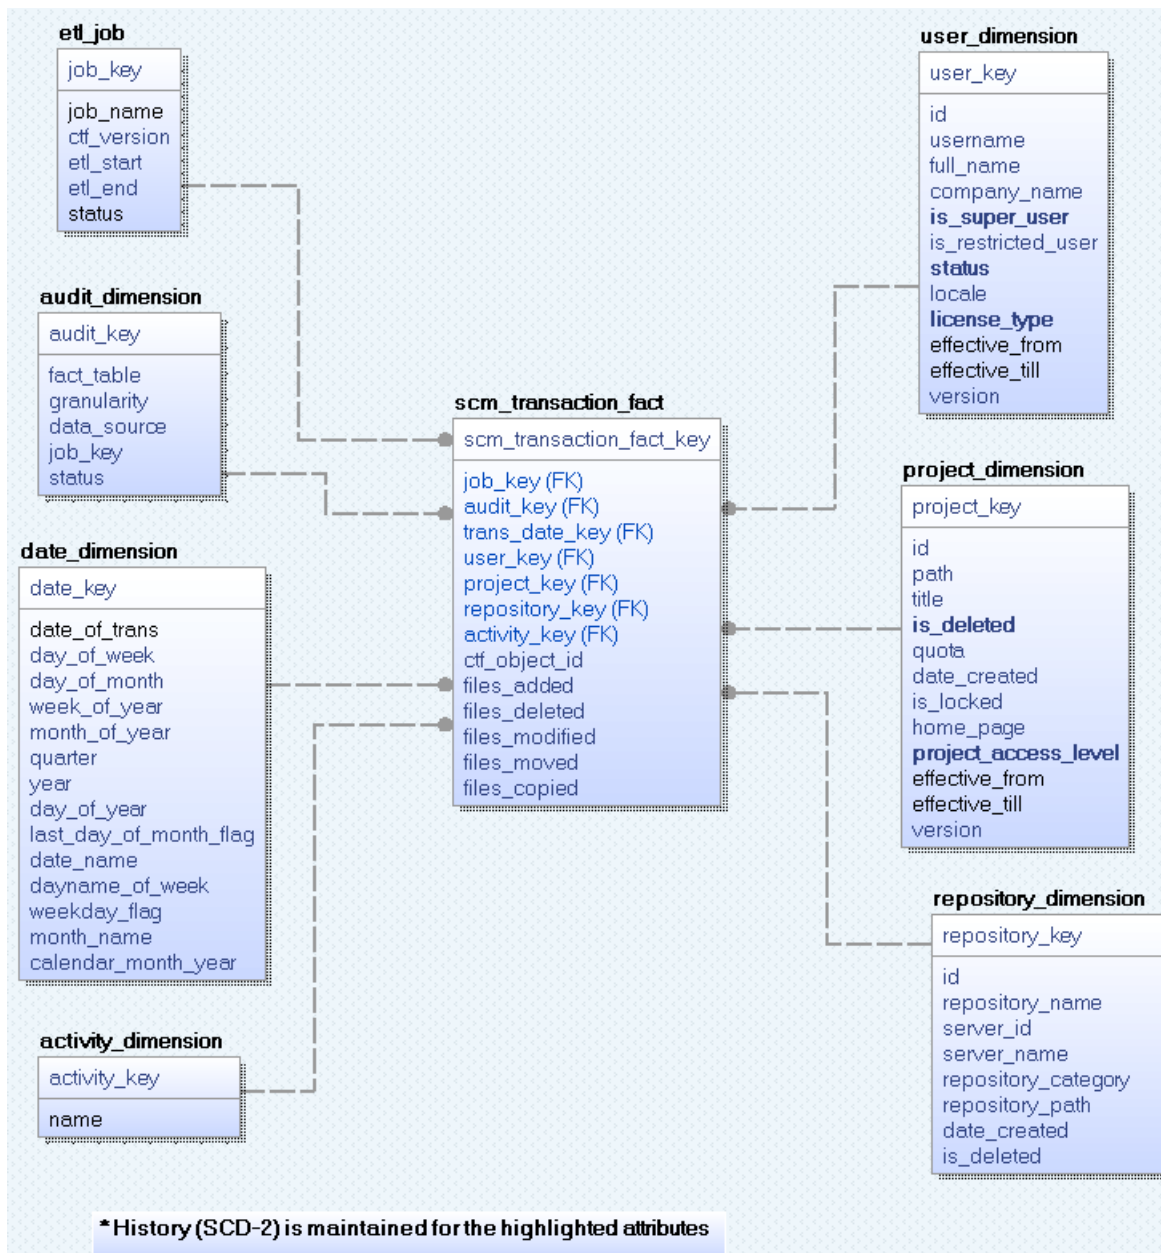 etl_job
job_key
job_name
ctf_version
etl_start
etl_end
status
audit_dimension
audit_key
fact_table
granularity
data_source
job_key
status
date_dimension
date_key
date_of_trans
day_of_week
day_of_month
week_of_year
month_of_year
quarter
year
day_of_year
last_day_of_month_flag
date_name
dayname_of_week
weekday_flag
month_name
calendar_month_year
activity_dimension
activity_key
name
scm_transaction_fact
scm_transaction_fact_key
job_key (FK)
audit_key (FK)
trans_date_key (FK)
user_key (FK)
project_key (FK)
repository_key (FK)
activity_key (FK)
ctf_object_id
files_added
files_deleted
files_modified
files_moved
files_copied
user_dimension
user_key
id
username
full_name
company_name
is_super_user
is_restricted_user
status
locale
license_type
effective_from
effective_till
version
project_dimension
project_key
id
path
title
is_deleted
quota
date_created
is_locked
home_page
project_access_level
effective_from
effective_till
version
repository_dimension
repository_key
id
repository_name
server_id
server_name
repository_category
repository_path
date_created
is_deleted
* History (SCD-2) is maintained for the highlighted attributes